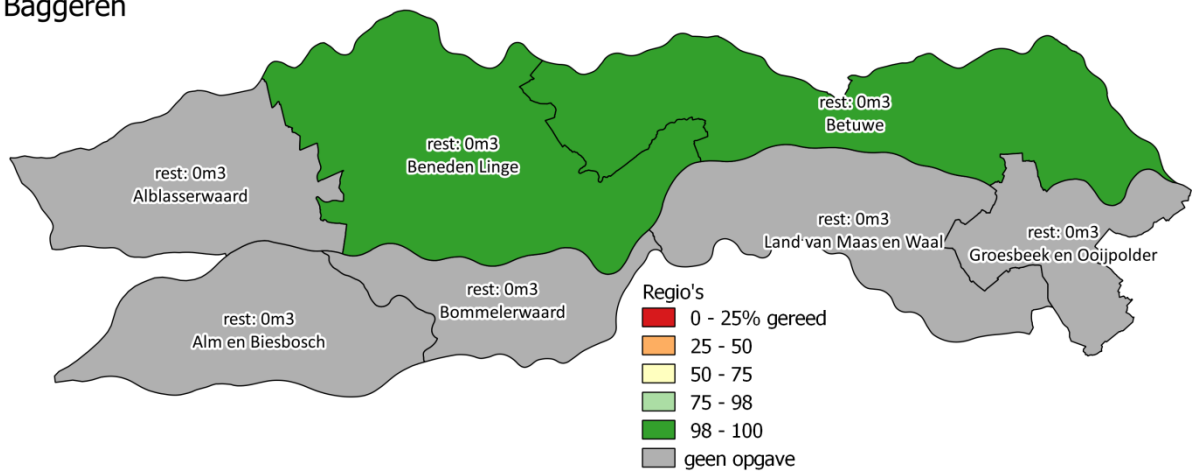 Baggeren
rest: 0m3
Betuwe
rest: 0m3
Beneden Linge
rest: 0m3
Alblasserwaard
rest: 0m3
Land van Maas en Waal
rest: 0m3
Groesbeek en Ooijpolder
rest: 0m3
Bommelerwaard
rest: 0m3
Alm en Biesbosch
Regio's
0 - 25% gereed
25 - 50
50 - 75
75 - 98
98 - 100
geen opgave